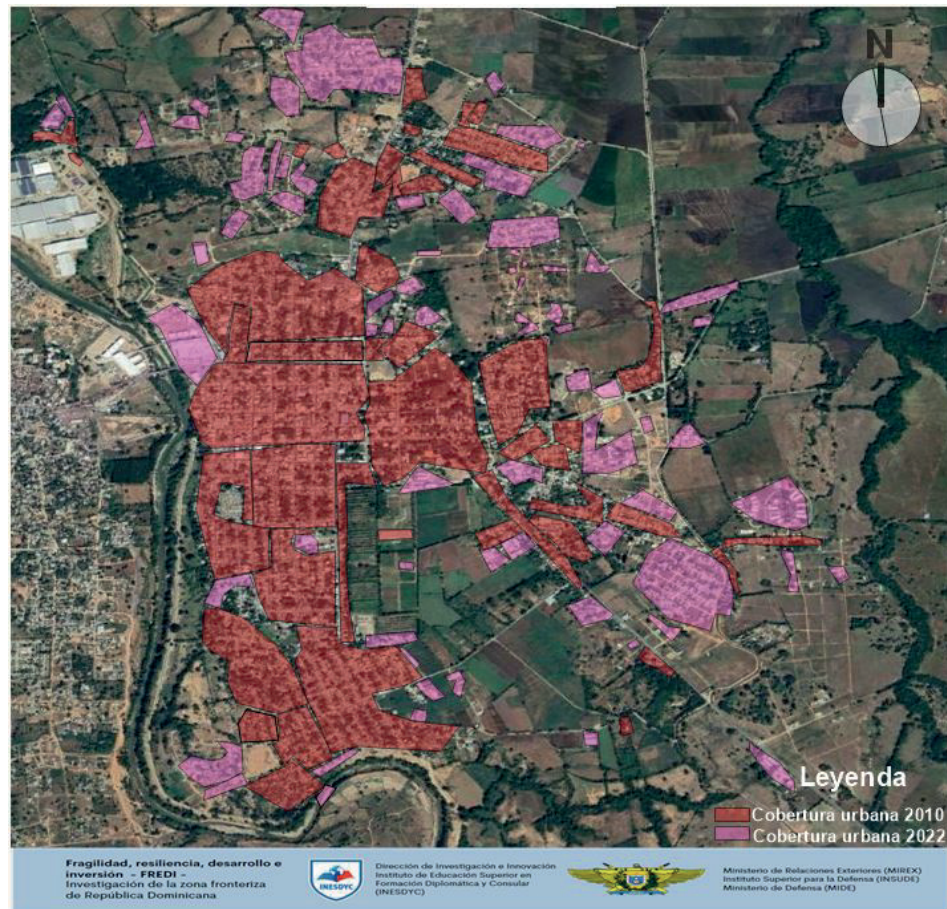 N
Leyenda
Cobertura urbana 2010
Cobertura urbana 2022
Fragilidad, resiliencia, desarrollo e
inversión - FREDI -
Investigación de la zona fronteriza
de República Dominicana
INESDYC
Dirección de Investigación e Innovación
Instituto de Educación Superior en
Formación Diplomática y Consular
(INESDYC)
Ministerio de Relaciones Exteriores (MIREX)
Instituto Superior para la Defensa (INSUDE)
Ministerio de Defensa (MIDE)